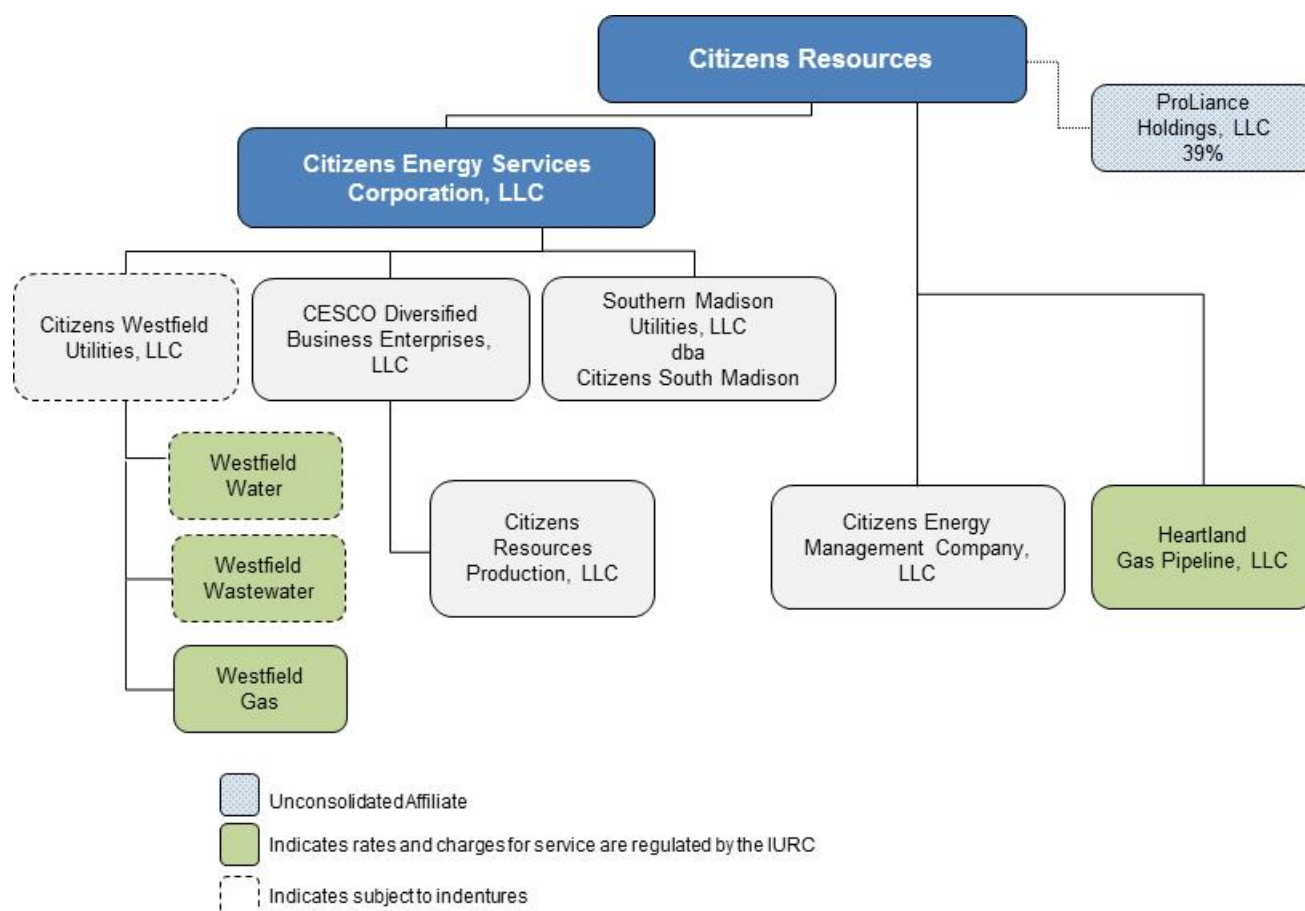 Citizens Resources
ProLiance
Holdings, LLC
39%
Citizens Energy Services
Corporation, LLC
Citizens Westfield
Utilities, LLC
CESCO Diversified
Business Enterprises,
LLC
Southern Madison
Utilities, LLC
dba
Citizens South Madison
Westfield
Water
Westfield
Wastewater
Westfield
Gas
Citizens
Resources
Production, LLC
Citizens Energy
Management Company,
LLC
Heartland
Gas Pipeline, LLC
Unconsolidated Affiliate
Indicates rates and charges for service are regulated by the IURC
Indicates subject to indentures